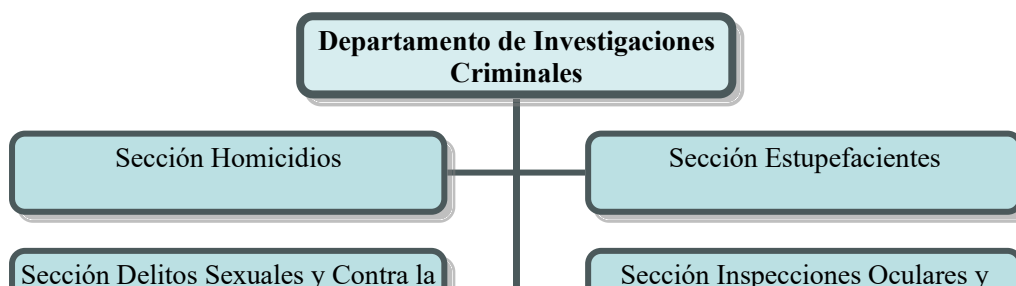 Departamento de Investigaciones
Criminales
Sección Homicidios
Sección Estupefacientes
Sección Delitos Sexuales y Contra la
Sección Inspecciones Oculares y